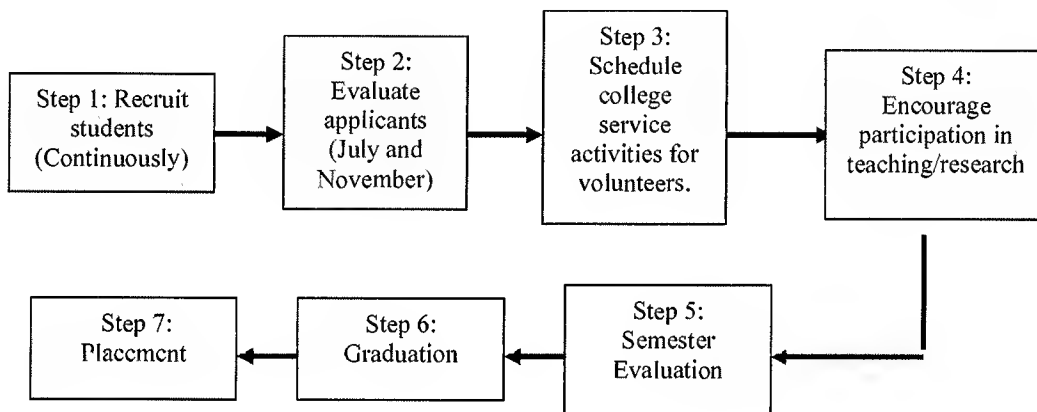 Step 1: Recruit
students
(Continuously)
Step 2:
Evaluate
applicants
(July and
November)
Step 3:
Schedule
college
service
activities for
volunteers.
Step 4:
Encourage
participation in
teaching/research
Step 5:
Semester
Evaluation
Step 6:
Graduation
Step 7:
Placement